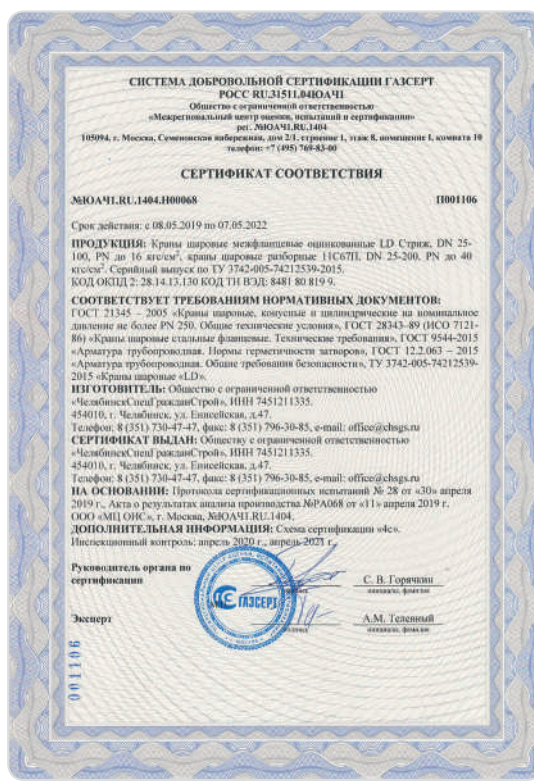 СИСТЕМА ДОБРОВОЛЬНОЙ СЕРТИФИКАЦИИ ГАЗСЕРТ
РОСС RU.31511.04ЮАЧ1
Общество с ограниченной ответственностью
«Межрегиональный центр оценки, испытаний и сертификации»
рег. №ЮАЧ1.RU.1404
105094, г. Москва, Семеновская набережная, дом 2/1, строение 1, этаж 8, помещение I, комната 10
телефон: +7 (495) 769-83-00
СЕРТИФИКАТ СООТВЕТСТВИЯ
№ЮАЧ1.RU.1404.Н00068 П001106
Срок действия: с 08.05.2019 по 07.05.2022
ПРОДУКЦИЯ: Краны шаровые межфланцевые оцинкованные LD Стриж, DN 25-
100, PN до 16 кгс/см², краны шаровые разборные 11С67П, DN 25-200, PN до 40
кгс/см². Серийный выпуск по ТУ 3742-005-74212539-2015.
КОД ОКПД 2: 28.14.13.130 КОД ТН ВЭД: 8481 80 819 9.
СООТВЕТСТВУЕТ ТРЕБОВАНИЯМ НОРМАТИВНЫХ ДОКУМЕНТОВ:
ГОСТ 21345 – 2005 «Краны шаровые, конусные и цилиндрические на номинальное
давление не более PN 250. Общие технические условия», ГОСТ 28343–89 (ИСО 7121-
86) «Краны шаровые стальные фланцевые. Технические требования», ГОСТ 9544-2015
«Арматура трубопроводная. Нормы герметичности затворов», ГОСТ 12.2.063 – 2015
«Арматура трубопроводная. Общие требования безопасности», ТУ 3742-005-74212539-
2015 «Краны шаровые «LD».
ИЗГОТОВИТЕЛЬ: Общество с ограниченной ответственностью
«ЧелябинскСпецГражданСтрой», ИНН 7451211335.
454010, г. Челябинск, ул. Енисейская, д.47.
Телефон: 8 (351) 730-47-47, факс: 8 (351) 796-30-85, e-mail: office@chsgs.ru
СЕРТИФИКАТ ВЫДАН: Обществу с ограниченной ответственностью
«ЧелябинскСпецГражданСтрой», ИНН 7451211335.
454010, г. Челябинск, ул. Енисейская, д.47.
Телефон: 8 (351) 730-47-47, факс: 8 (351) 796-30-85, e-mail: office@chsgs.ru
НА ОСНОВАНИИ: Протокола сертификационных испытаний № 28 от «30» апреля
2019 г., Акта о результатах анализа производства №РА068 от «11» апреля 2019 г.
ООО «МЦ ОИС», г. Москва, №ЮАЧ1.RU.1404.
ДОПОЛНИТЕЛЬНАЯ ИНФОРМАЦИЯ: Схема сертификации «4с».
Инспекционный контроль: апрель 2020 г., апрель 2021 г.
Руководитель органа по
сертификации С. В. Горячкин
подпись инициалы, фамилия
ГАЗСЕРТ
Эксперт А.М. Теленный
подпись инициалы, фамилия
001106